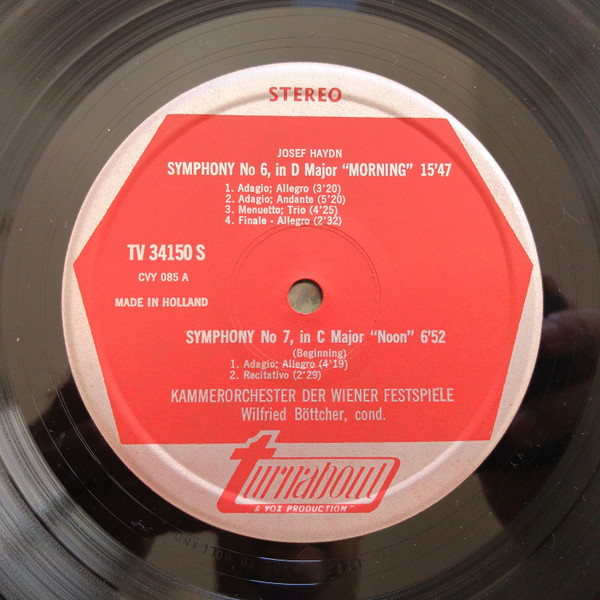 STEREO
JOSEF HAYDN
SYMPHONY No 6, in D Major "MORNING" 15'47
1. Adagio; Allegro (3'20)
2. Adagio; Andante (5'20)
3. Menuetto; Trio (4'25)
4. Finale - Allegro (2'32)
TV 34150 S
CVY 085 A
MADE IN HOLLAND
SYMPHONY No 7, in C Major "Noon" 6'52
(Beginning)
1. Adagio; Allegro (4'19)
2. Recitativo (2'29)
KAMMERORCHESTER DER WIENER FESTSPIELE
Wilfried Böttcher, cond.
turnabout
A VOX PRODUCTION